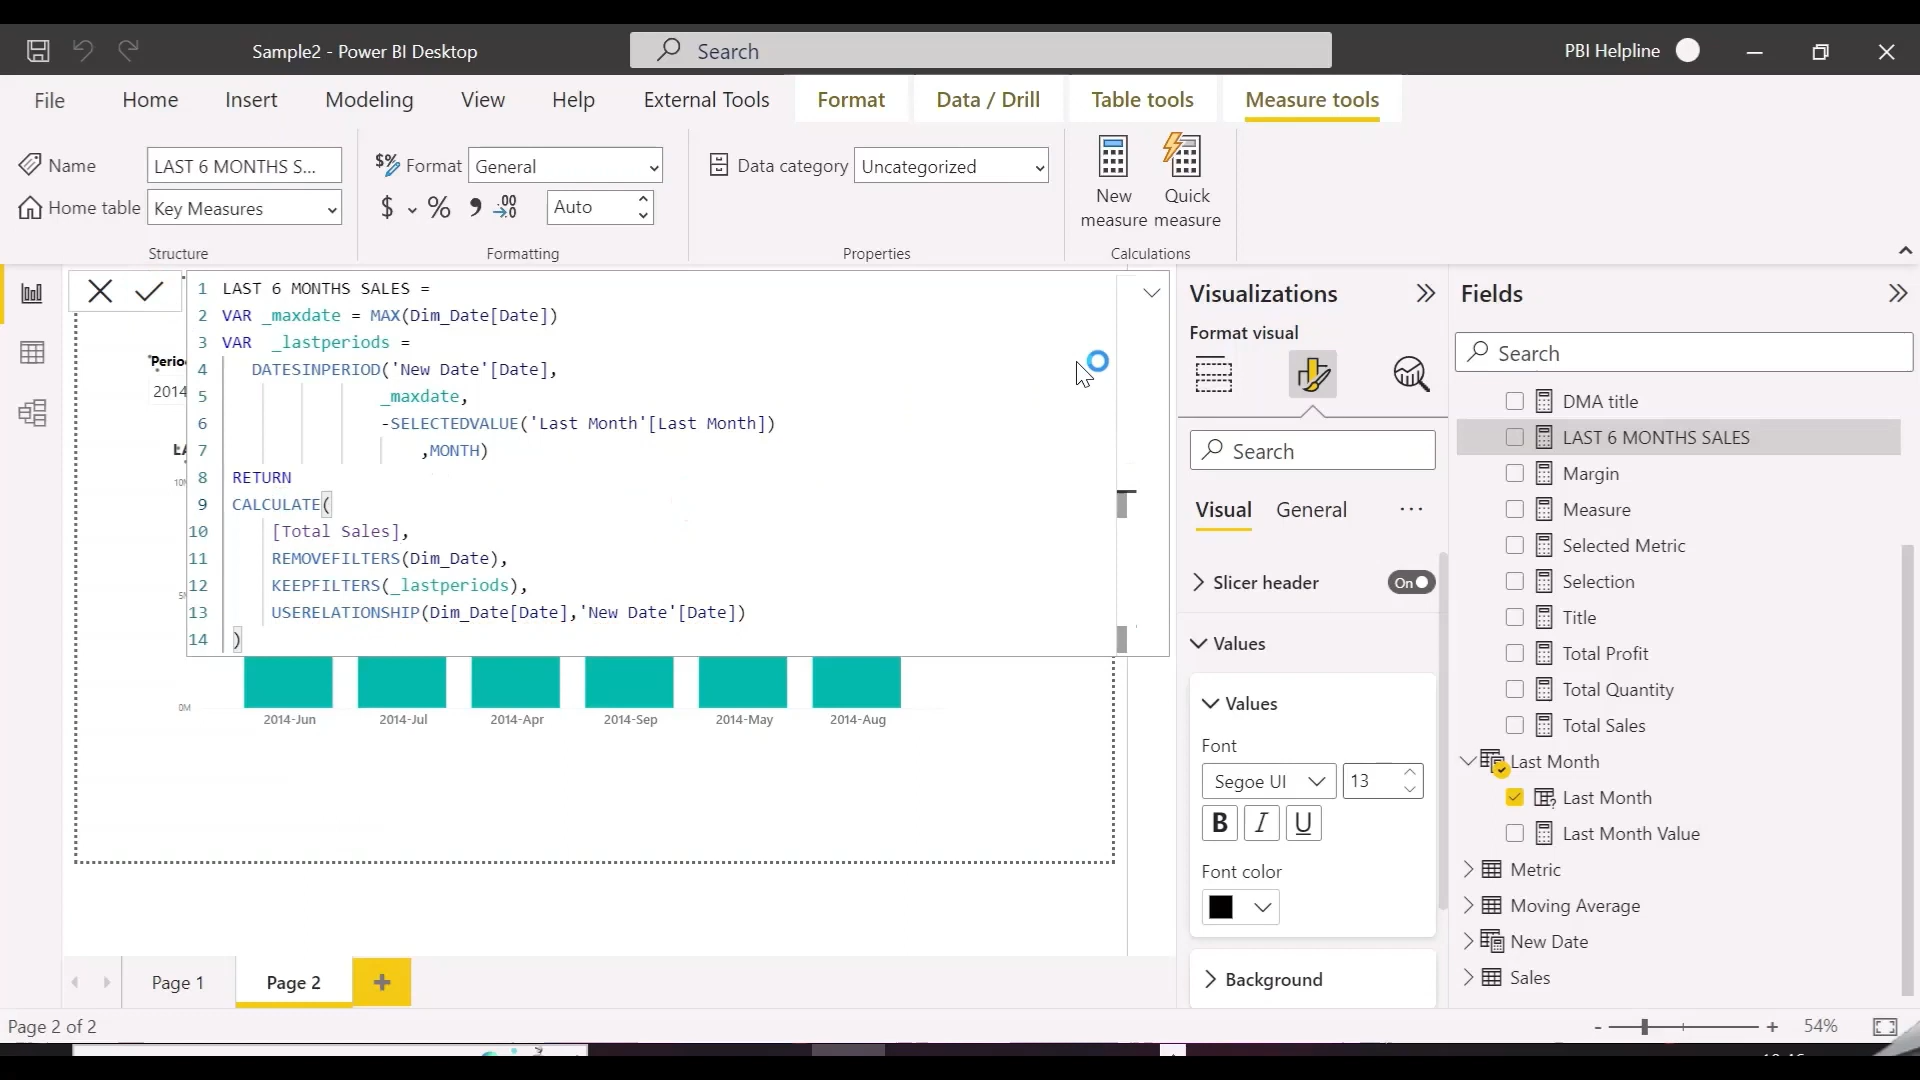 Sample2 - Power BI Desktop
Search
PBI Helpline
File Home Insert Modeling View Help External Tools Format Data / Drill Table tools Measure tools
Name LAST 6 MONTHS S...
Home table Key Measures
Structure
$% Format General
$ % Auto
Formatting
Data category Uncategorized
Properties
New measure
Quick measure
Calculations
1 LAST 6 MONTHS SALES =
2 VAR _maxdate = MAX(Dim_Date[Date])
3 VAR _lastperiods =
4 DATESINPERIOD('New Date'[Date],
5 _maxdate,
6 -SELECTEDVALUE('Last Month'[Last Month])
7 ,MONTH)
8 RETURN
9 CALCULATE(
10 [Total Sales],
11 REMOVEFILTERS(Dim_Date),
12 KEEPFILTERS(_lastperiods),
13 USERELATIONSHIP(Dim_Date[Date],'New Date'[Date])
14 )
2014
0M
2014-Jun 2014-Jul 2014-Apr 2014-Sep 2014-May 2014-Aug
Page 1 Page 2 +
Page 2 of 2
Visualizations
Format visual
Search
Visual General ...
Slicer header On
Values
Values
Font
Segoe UI 13
B I U
Font color
Background
Fields
Search
DMA title
LAST 6 MONTHS SALES
Margin
Measure
Selected Metric
Selection
Title
Total Profit
Total Quantity
Total Sales
Last Month
Last Month
Last Month Value
Metric
Moving Average
New Date
Sales
- + 54%